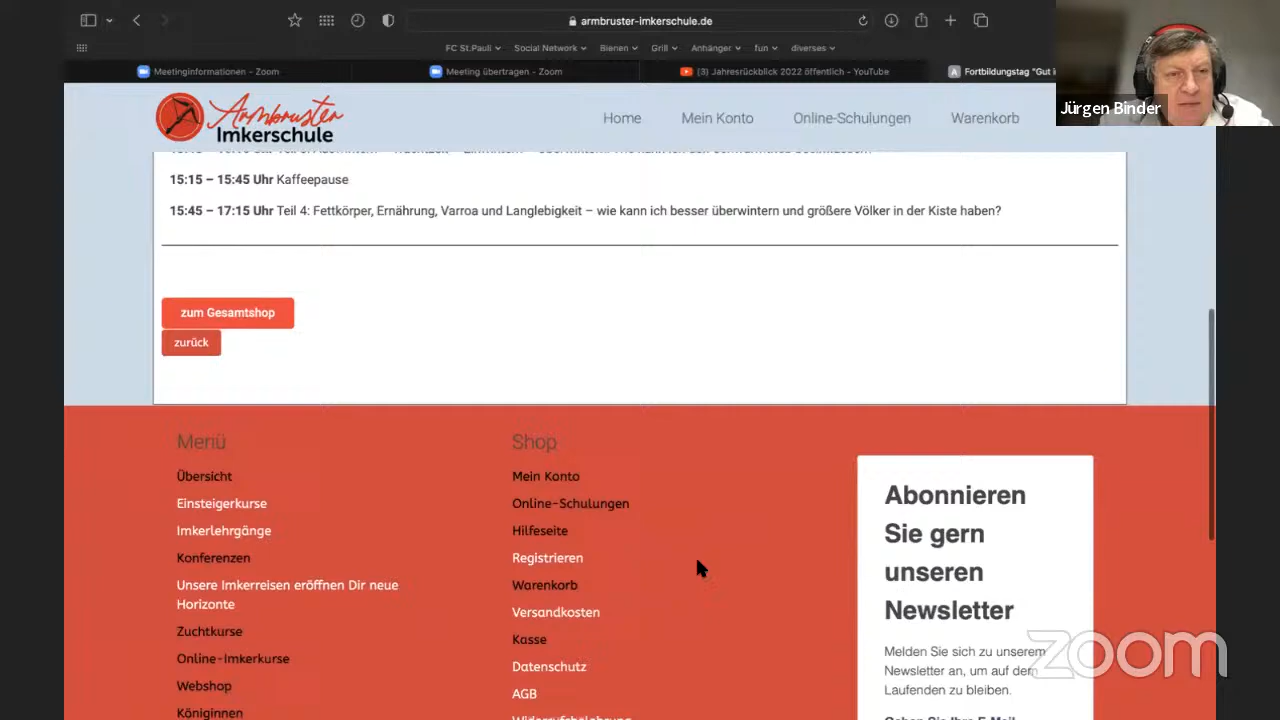 armbruster-imkerschule.de
FC St.Pauli Social Network Bienen Grill Anhänger fun diverses
Meetinginformationen - Zoom
Meeting übertragen - Zoom
(3) Jahresrückblick 2022 öffentlich - YouTube
A Fortbildungstag "Gut i
Jürgen Binder
Armbruster
Imkerschule
Home Mein Konto Online-Schulungen Warenkorb
15:15 – 15:45 Uhr Kaffeepause
15:45 – 17:15 Uhr Teil 4: Fettkörper, Ernährung, Varroa und Langlebigkeit – wie kann ich besser überwintern und größere Völker in der Kiste haben?
zum Gesamtshop
zurück
Menü
Übersicht
Einsteigerkurse
Imkerlehrgänge
Konferenzen
Unsere Imkerreisen eröffnen Dir neue
Horizonte
Zuchtkurse
Online-Imkerkurse
Webshop
Königinnen
Shop
Mein Konto
Online-Schulungen
Hilfeseite
Registrieren
Warenkorb
Versandkosten
Kasse
Datenschutz
AGB
Abonnieren
Sie gern
unseren
Newsletter
Melden Sie sich zu unserem
Newsletter an, um auf dem
Laufenden zu bleiben.
zoom